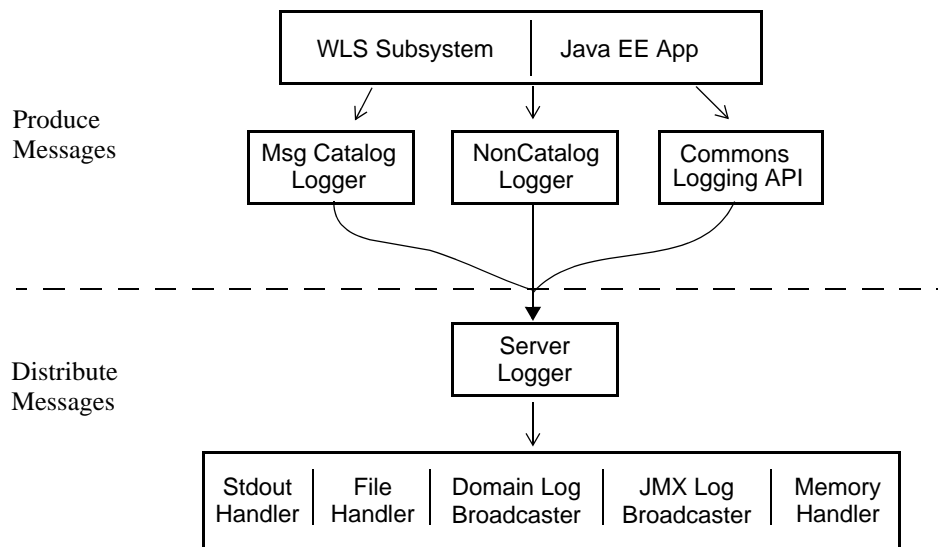 WLS Subsystem
Java EE App
Produce
Messages
Msg Catalog
Logger
NonCatalog
Logger
Commons
Logging API
Server
Logger
Distribute
Messages
Stdout
Handler
File
Handler
Domain Log
Broadcaster
JMX Log
Broadcaster
Memory
Handler